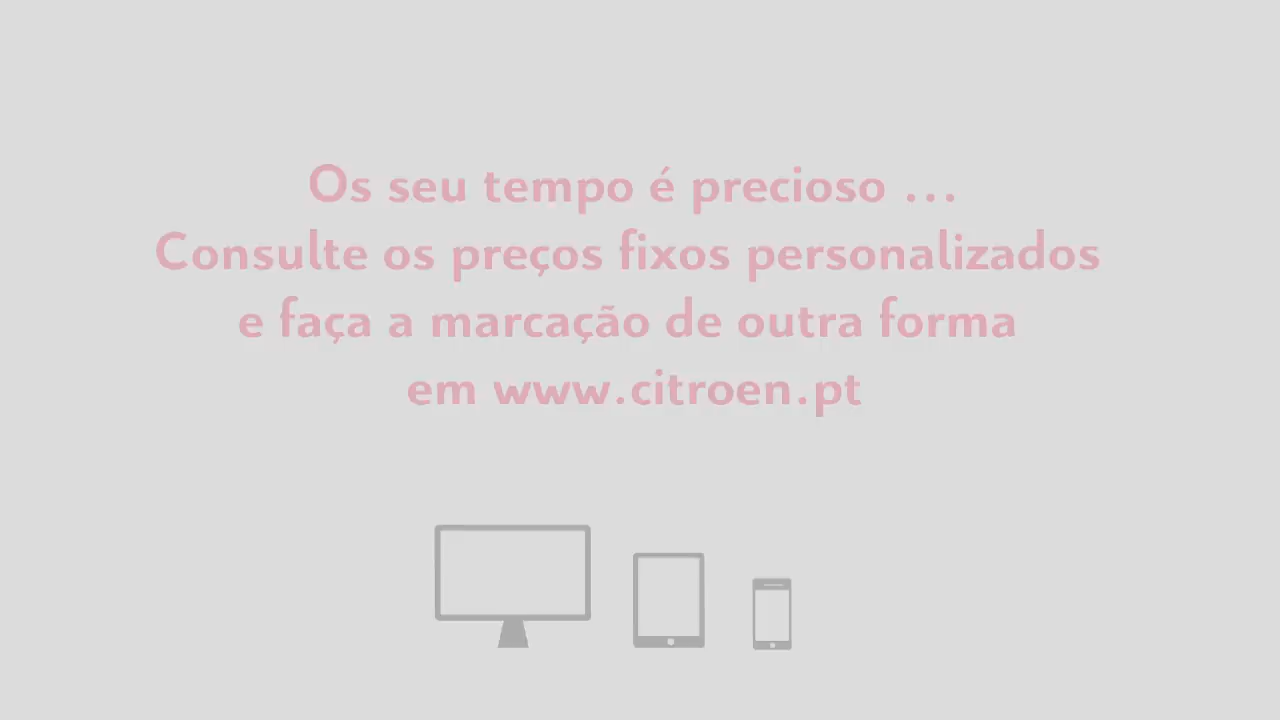 Os seu tempo é precioso ...
Consulte os preços fixos personalizados
e faça a marcação de outra forma
em www.citroen.pt